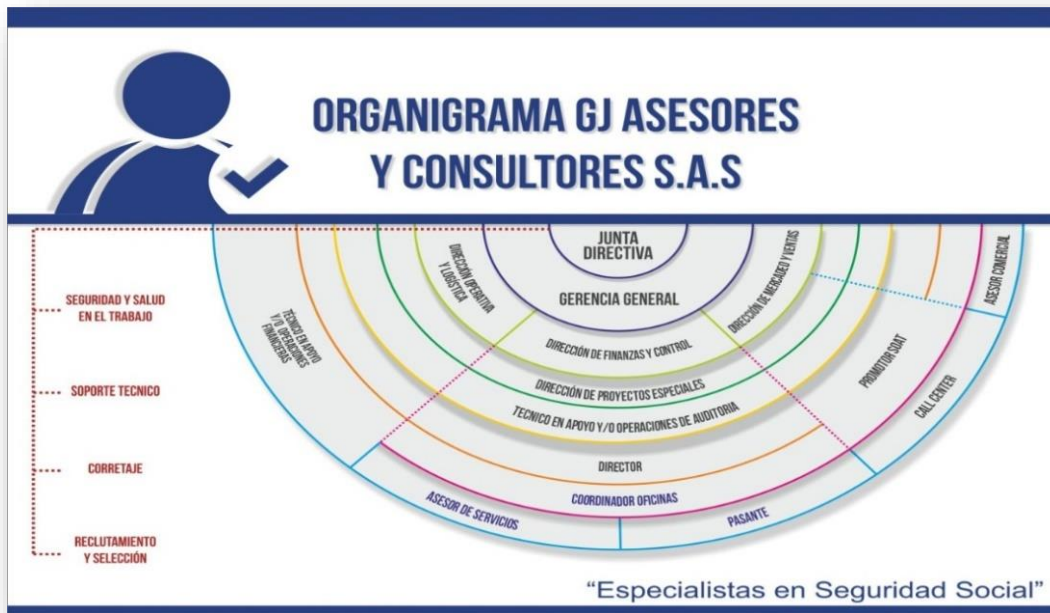 ORGANIGRAMA GJ ASESORES
Y CONSULTORES S.A.S
JUNTA
DIRECTIVA
GERENCIA GENERAL
DIRECCIÓN OPERATIVA
Y LOGÍSTICA
DIRECCIÓN DE MERCADEO Y VENTAS
DIRECCIÓN DE FINANZAS Y CONTROL
DIRECCIÓN DE PROYECTOS ESPECIALES
TECNICO EN APOYO Y/O OPERACIONES DE AUDITORIA
DIRECTOR
COORDINADOR OFICINAS
TÉCNICO EN APOYO
Y/O OPERACIONES
FINANCIERAS
ASESOR DE SERVICIOS
PASANTE
PROMOTOR SOAT
CALL CENTER
ASESOR COMERCIAL
SEGURIDAD Y SALUD
EN EL TRABAJO
SOPORTE TECNICO
CORRETAJE
RECLUTAMIENTO
Y SELECCIÓN
“Especialistas en Seguridad Social”